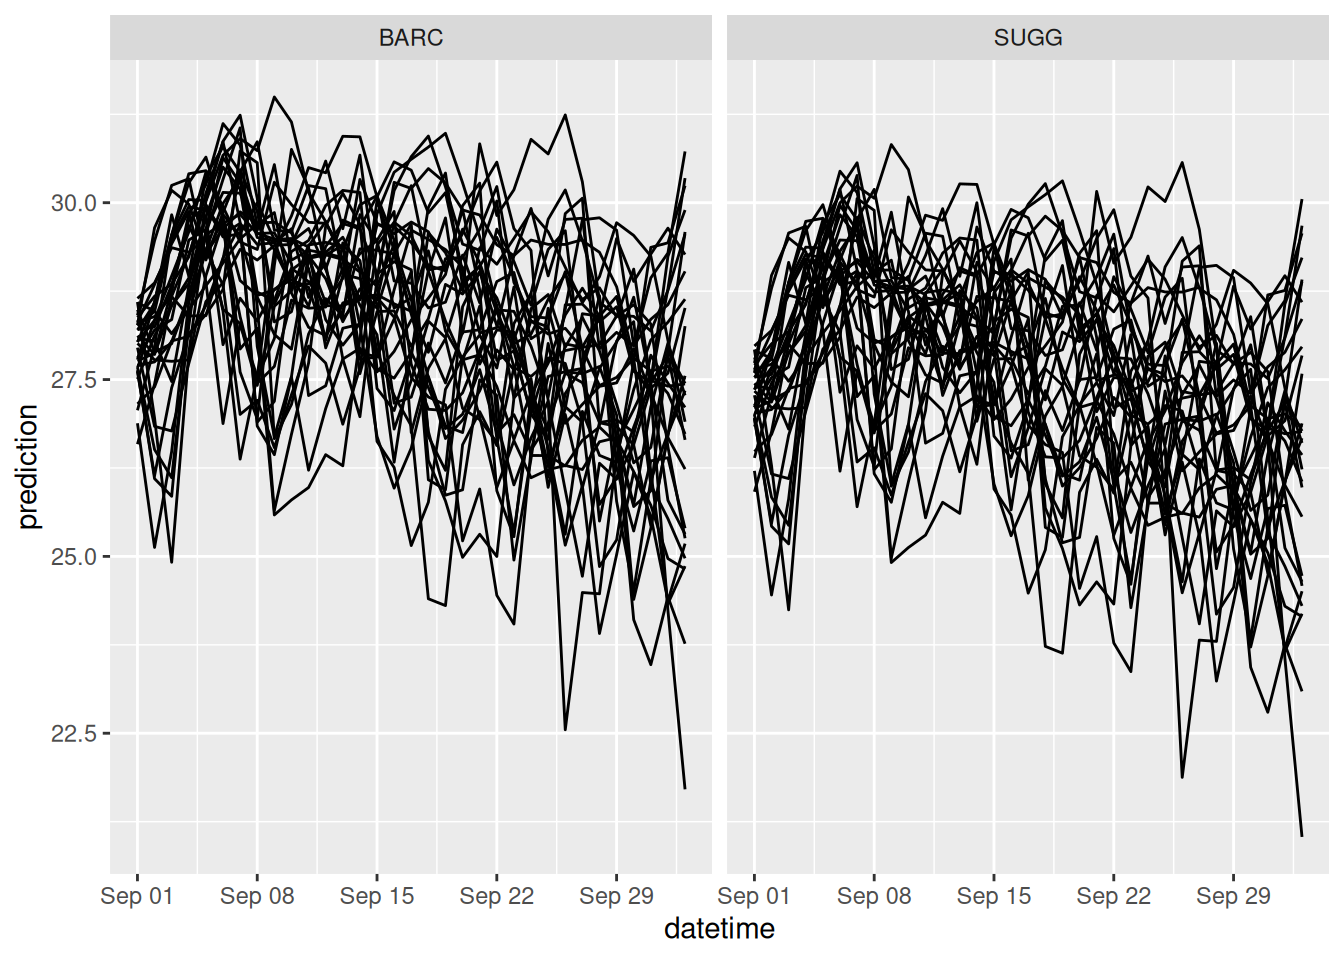 BARC SUGG
prediction
30.0
27.5
25.0
22.5
Sep 01 Sep 08 Sep 15 Sep 22 Sep 29 Sep 01 Sep 08 Sep 15 Sep 22 Sep 29
datetime